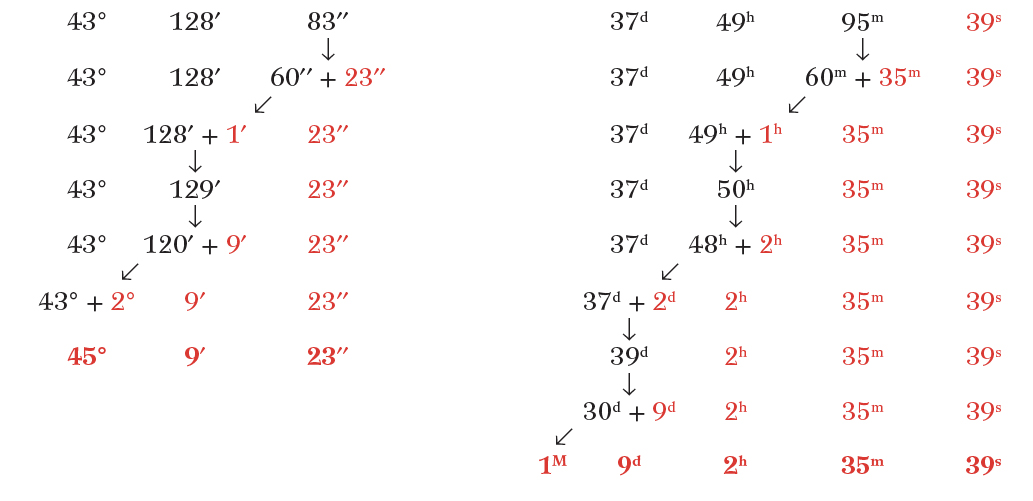 43° 128′ 83″ 37ᵈ 49ʰ 95ᵐ 39ˢ
43° 128′ 60″ + 23″ 37ᵈ 49ʰ 60ᵐ + 35ᵐ 39ˢ
43° 128′ + 1′ 23″ 37ᵈ 49ʰ + 1ʰ 35ᵐ 39ˢ
43° 129′ 23″ 37ᵈ 50ʰ 35ᵐ 39ˢ
43° 120′ + 9′ 23″ 37ᵈ 48ʰ + 2ʰ 35ᵐ 39ˢ
43° + 2° 9′ 23″ 37ᵈ + 2ᵈ 2ʰ 35ᵐ 39ˢ
45° 9′ 23″ 39ᵈ 2ʰ 35ᵐ 39ˢ
30ᵈ + 9ᵈ 2ʰ 35ᵐ 39ˢ
1ᴹ 9ᵈ 2ʰ 35ᵐ 39ˢ